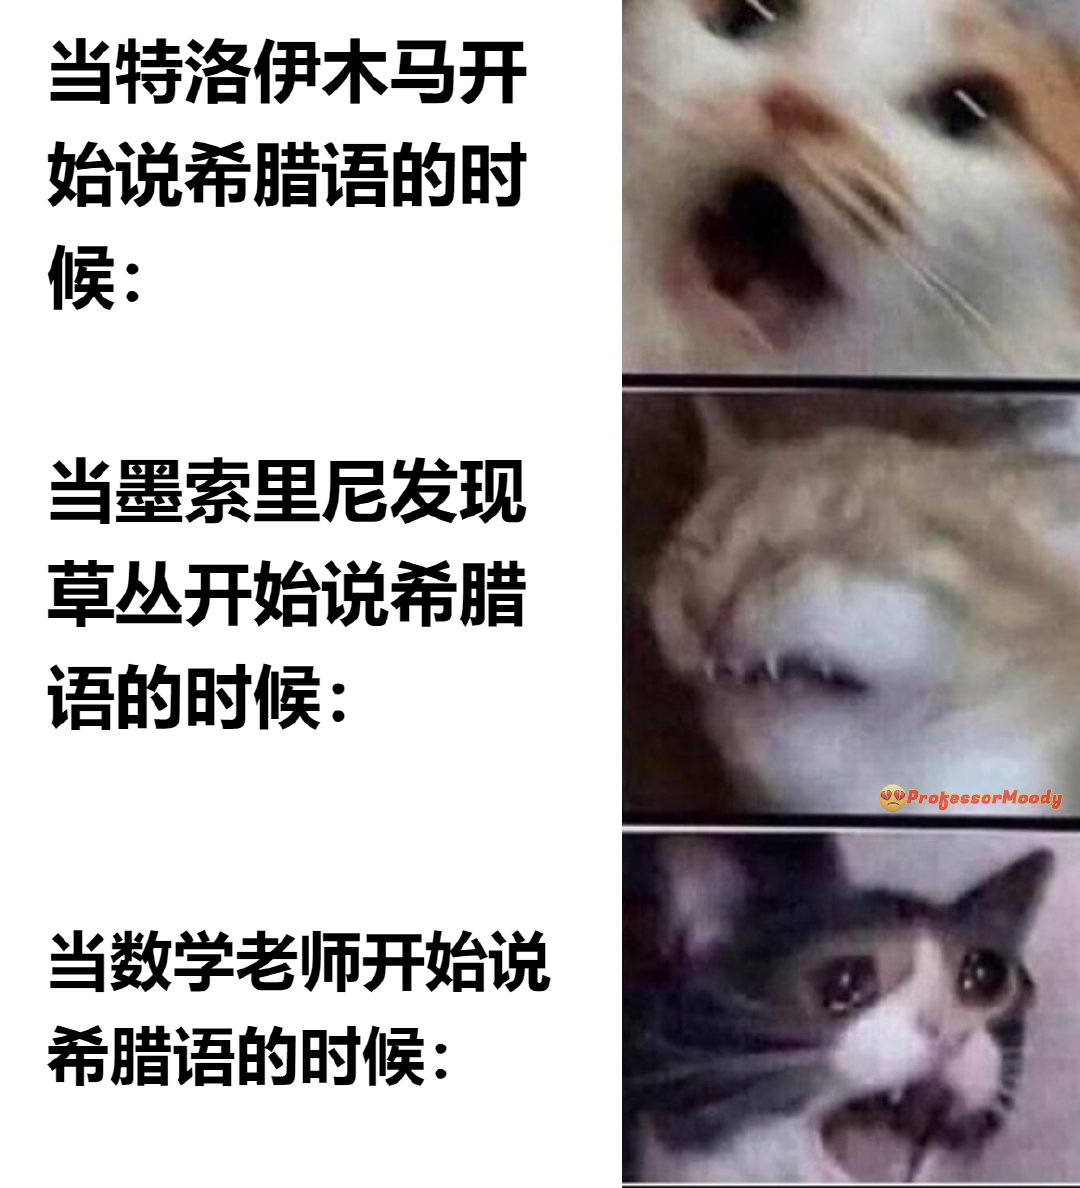 当特洛伊木马开
始说希腊语的时
候：
当墨索里尼发现
草丛开始说希腊
语的时候：
ProfessorMoody
当数学老师开始说
希腊语的时候：